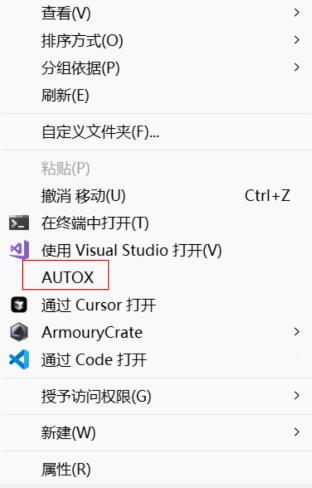 查看(V)
排序方式(O)
分组依据(P)
刷新(E)
自定义文件夹(F)...
粘贴(P)
撤消 移动(U) Ctrl+Z
在终端中打开(T)
使用 Visual Studio 打开(V)
AUTOX
通过 Cursor 打开
ArmouryCrate
通过 Code 打开
授予访问权限(G)
新建(W)
属性(R)